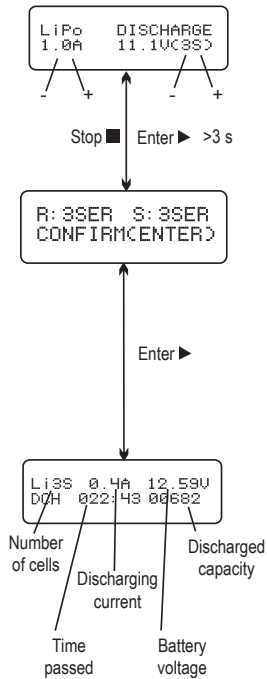 LiPo DISCHARGE
1.0A 11.1V(3S)
- + - +
Stop ■ Enter ▶ >3 s
R:3SER S:3SER
CONFIRM(ENTER)
Enter ▶
Li3S 0.4A 12.59V
DCH 022:43 00682
Number
of cells
Discharging
current
Discharged
capacity
Time
passed
Battery
voltage